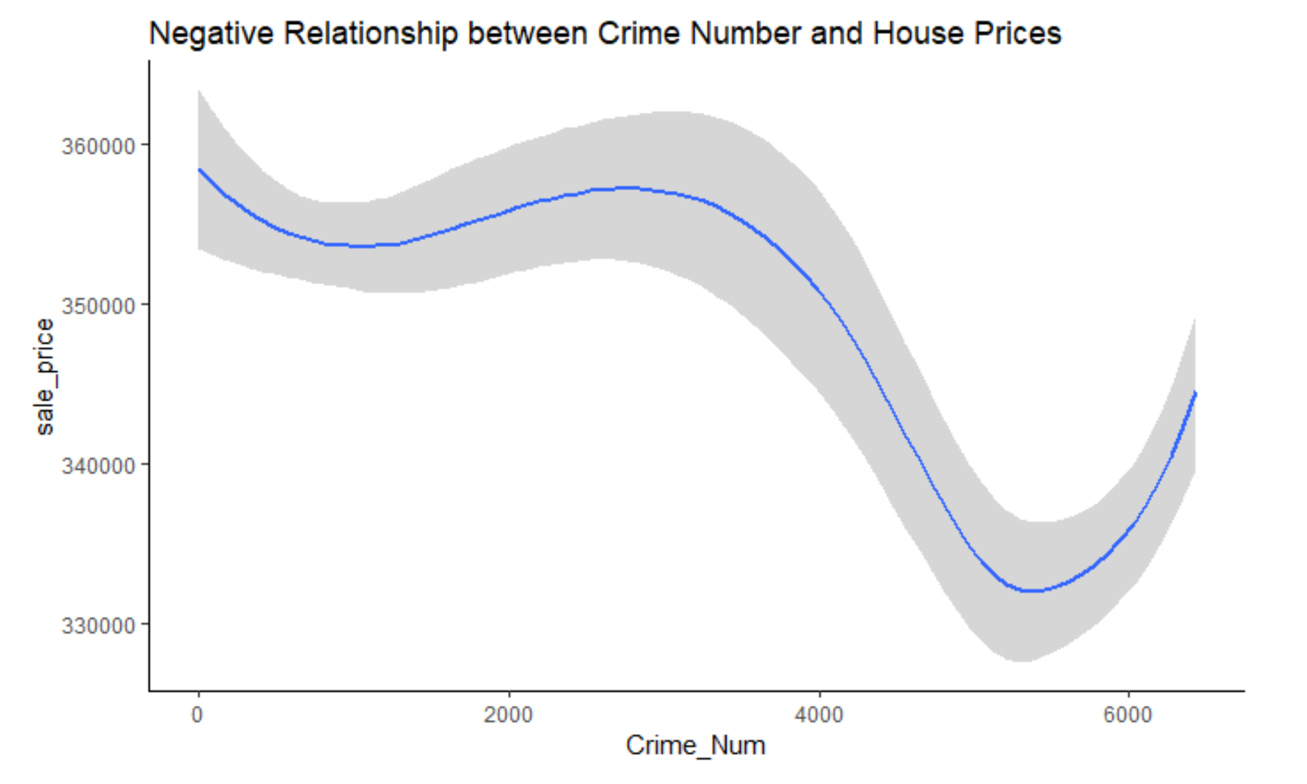 Negative Relationship between Crime Number and House Prices
360000
350000
340000
330000
sale_price
0 2000 4000 6000
Crime_Num